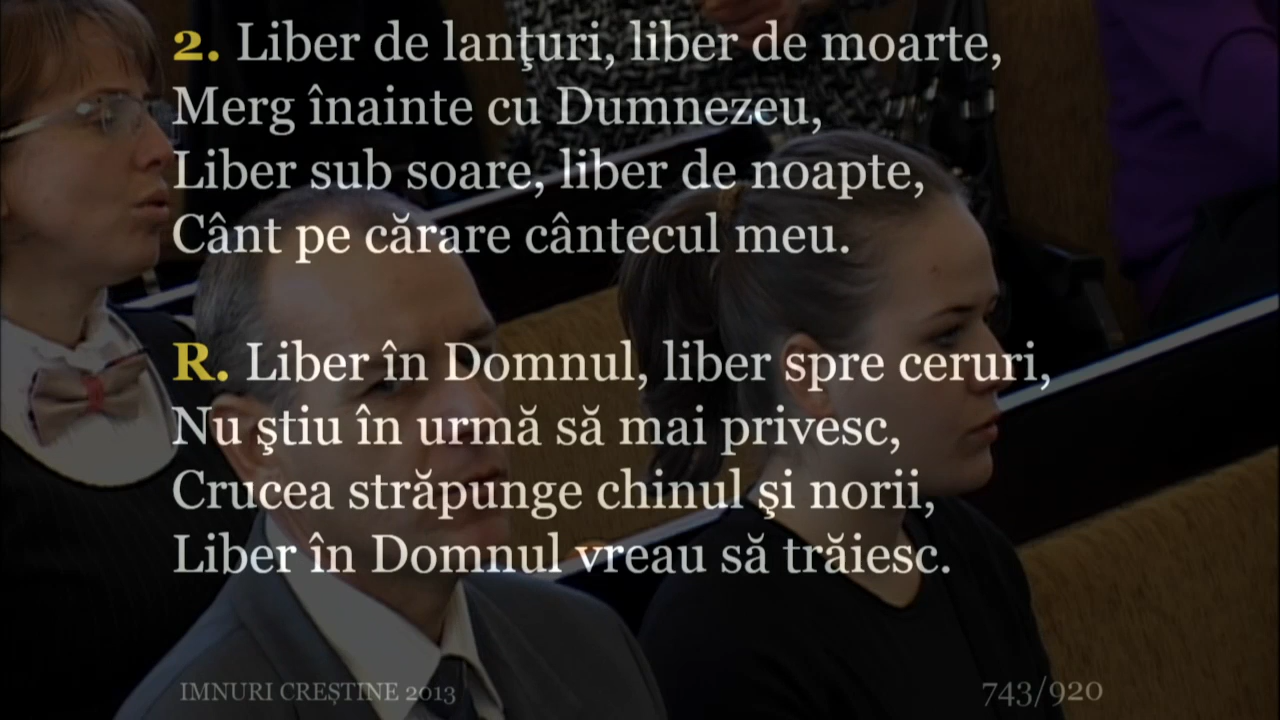 2. Liber de lanţuri, liber de moarte,
Merg înainte cu Dumnezeu,
Liber sub soare, liber de noapte,
Cânt pe cărare cântecul meu.
R. Liber în Domnul, liber spre ceruri,
Nu ştiu în urmă să mai privesc,
Crucea străpunge chinul şi norii,
Liber în Domnul vreau să trăiesc.
IMNURI CREȘTINE 2013
743/920